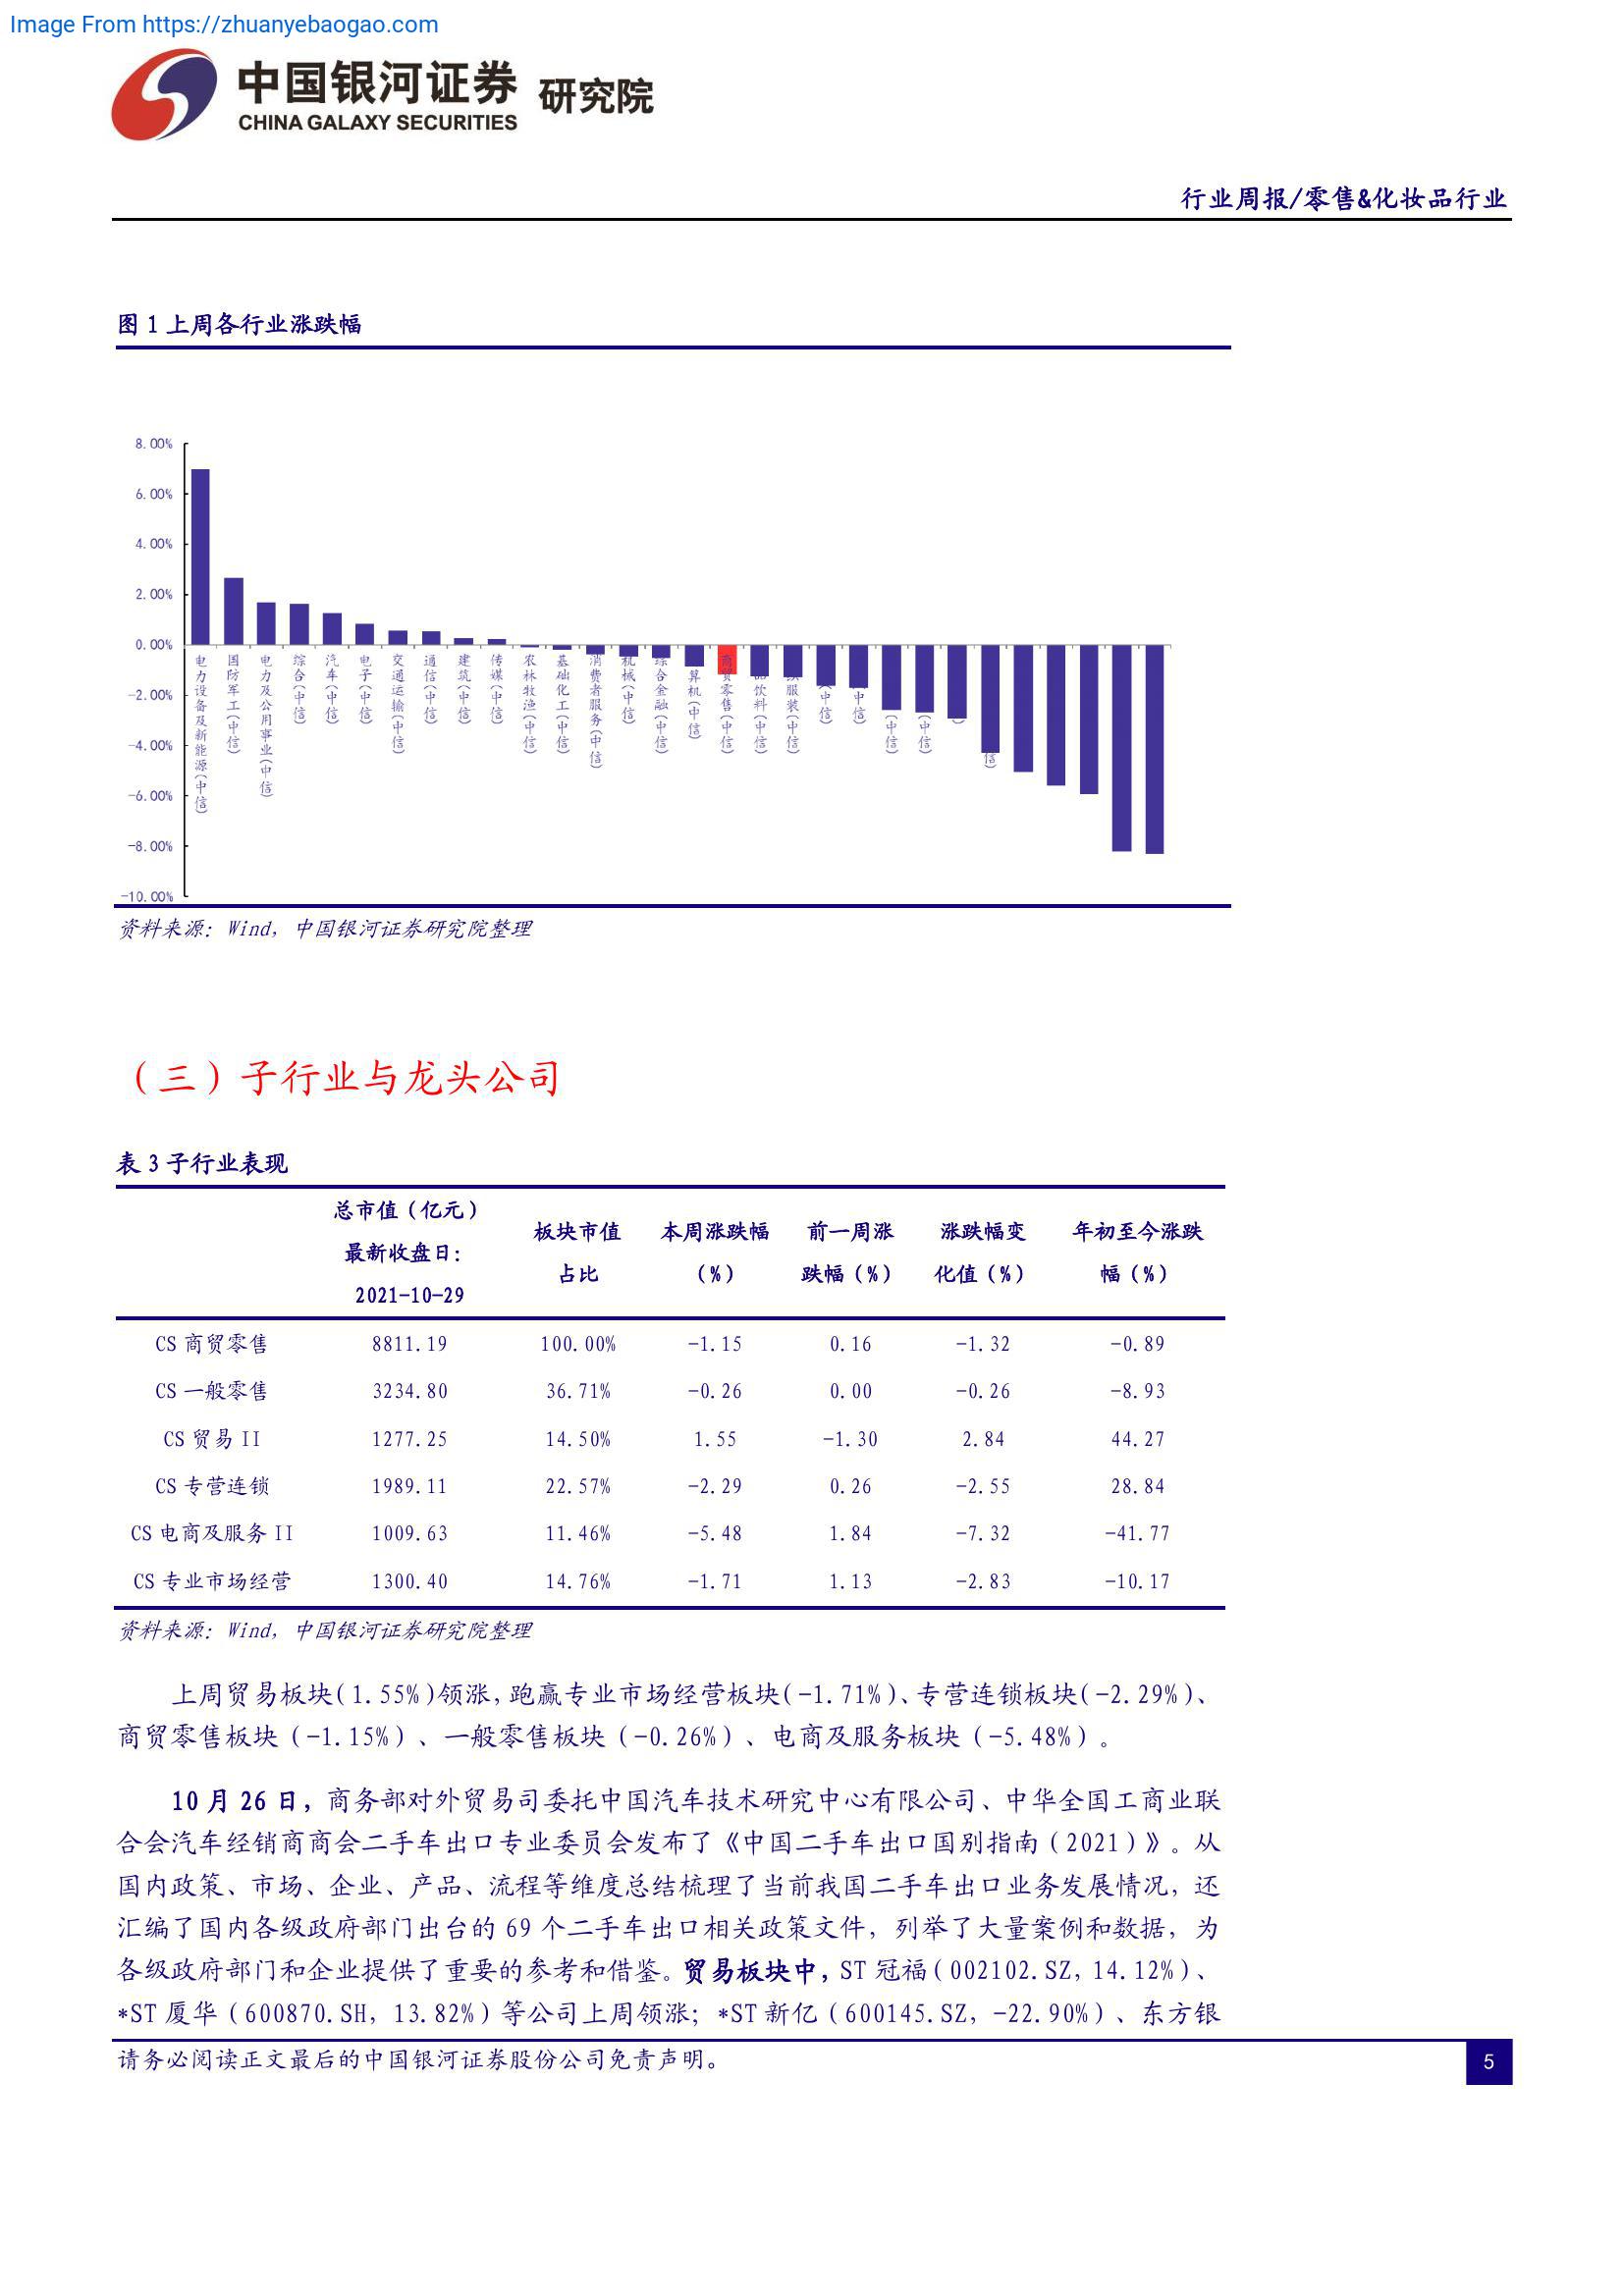 Image From https://zhuanyebaogao.com
中国银河证券 研究院
CHINA GALAXY SECURITIES
行业周报/零售&化妆品行业
图 1 上周各行业涨跌幅
8.00%
6.00%
4.00%
2.00%
0.00%
-2.00%
-4.00%
-6.00%
-8.00%
-10.00%
电力设备及新能源(中信)
国防军工(中信)
电力及公用事业(中信)
综合(中信)
汽车(中信)
电子(中信)
交通运输(中信)
通信(中信)
建筑(中信)
传媒(中信)
农林牧渔(中信)
基础化工(中信)
消费者服务(中信)
机械(中信)
综合金融(中信)
算机(中信)
商贸零售(中信)
饮料(中信)
服装(中信)
中信)
中信)
(中信)
(中信)
)
信)
资料来源：Wind，中国银河证券研究院整理
（三）子行业与龙头公司
表 3 子行业表现
总市值（亿元）最新收盘日：2021-10-29 板块市值占比 本周涨跌幅（%） 前一周涨跌幅（%） 涨跌幅变化值（%） 年初至今涨跌幅（%）
CS 商贸零售 8811.19 100.00% -1.15 0.16 -1.32 -0.89
CS 一般零售 3234.80 36.71% -0.26 0.00 -0.26 -8.93
CS 贸易 II 1277.25 14.50% 1.55 -1.30 2.84 44.27
CS 专营连锁 1989.11 22.57% -2.29 0.26 -2.55 28.84
CS 电商及服务 II 1009.63 11.46% -5.48 1.84 -7.32 -41.77
CS 专业市场经营 1300.40 14.76% -1.71 1.13 -2.83 -10.17
资料来源：Wind，中国银河证券研究院整理
上周贸易板块(1.55%)领涨，跑赢专业市场经营板块(-1.71%)、专营连锁板块(-2.29%)、
商贸零售板块（-1.15%）、一般零售板块（-0.26%）、电商及服务板块（-5.48%）。
10 月 26 日，商务部对外贸易司委托中国汽车技术研究中心有限公司、中华全国工商业联
合会汽车经销商商会二手车出口专业委员会发布了《中国二手车出口国别指南（2021）》。从
国内政策、市场、企业、产品、流程等维度总结梳理了当前我国二手车出口业务发展情况，还
汇编了国内各级政府部门出台的 69 个二手车出口相关政策文件，列举了大量案例和数据，为
各级政府部门和企业提供了重要的参考和借鉴。贸易板块中，ST 冠福（002102.SZ，14.12%）、
*ST 厦华（600870.SH，13.82%）等公司上周领涨；*ST 新亿（600145.SZ，-22.90%）、东方银
请务必阅读正文最后的中国银河证券股份公司免责声明。
5